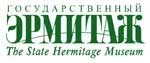 ГОСУДАРСТВЕННЫЙ
ЭРМИТАЖ
The State Hermitage Museum